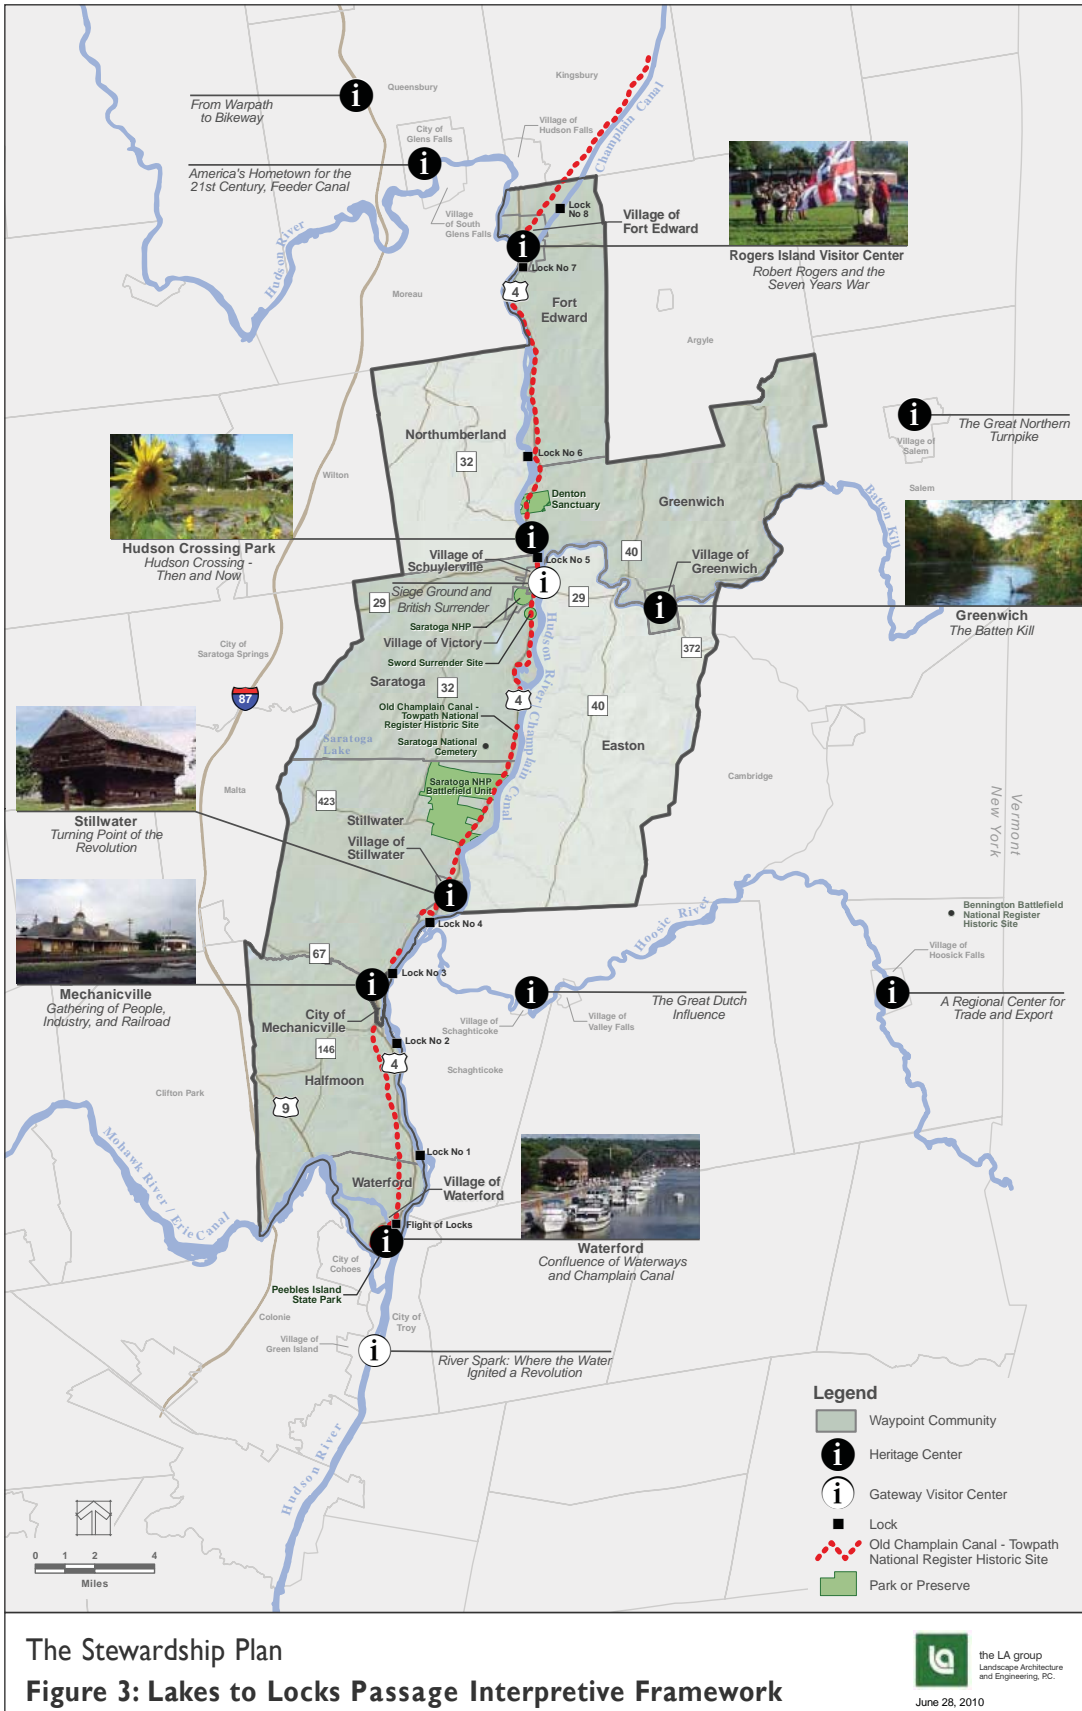 Kingsbury
Queensbury
From Warpath
to Bikeway
Champlain Canal
Village of
Hudson Falls
City of
Glens Falls
America's Hometown for the
21st Century, Feeder Canal
Village
of South
Glens Falls
Lock
No 8
Village of
Fort Edward
Hudson River
Rogers Island Visitor Center
Robert Rogers and the
Seven Years War
Lock No 7
4
Moreau
Fort
Edward
Argyle
The Great Northern
Turnpike
Village of
Salem
Salem
Northumberland
32
Lock No 6
Wilton
Denton
Sanctuary
Greenwich
Batten Kill
Hudson Crossing Park
Hudson Crossing -
Then and Now
Village of
Schuylerville
Lock No 5
40
Village of
Greenwich
Siege Ground and
British Surrender
29
29
Greenwich
The Batten Kill
Saratoga NHP
Village of Victory
Sword Surrender Site
372
City of
Saratoga Springs
87
Saratoga
32
4
40
Hudson River/Champlain Canal
Old Champlain Canal -
Towpath National
Register Historic Site
Saratoga National
Cemetery
Saratoga
Lake
Easton
Cambridge
Vermont
New York
Saratoga NHP
Battlefield Unit
Malta
423
Stillwater
Stillwater
Turning Point of the
Revolution
Village of
Stillwater
Lock No 4
Hoosic River
Bennington Battlefield
National Register
Historic Site
Village of
Hoosick Falls
67
Lock No 3
Mechanicville
Gathering of People,
Industry, and Railroad
City of
Mechanicville
The Great Dutch
Influence
A Regional Center for
Trade and Export
Village of
Schaghticoke
Village of
Valley Falls
Lock No 2
146
4
Schaghticoke
Halfmoon
Clifton Park
9
Mohawk River / Erie Canal
Lock No 1
Waterford
Village of
Waterford
Flight of Locks
Waterford
Confluence of Waterways
and Champlain Canal
City of
Cohoes
Peebles Island
State Park
Colonie
City of
Troy
Village of
Green Island
River Spark: Where the Water
Ignited a Revolution
Hudson River
Legend
Waypoint Community
i Heritage Center
i Gateway Visitor Center
Lock
Old Champlain Canal - Towpath
National Register Historic Site
Park or Preserve
0 1 2 4
Miles
The Stewardship Plan
Figure 3: Lakes to Locks Passage Interpretive Framework
la
the LA group
Landscape Architecture
and Engineering, P.C.
June 28, 2010